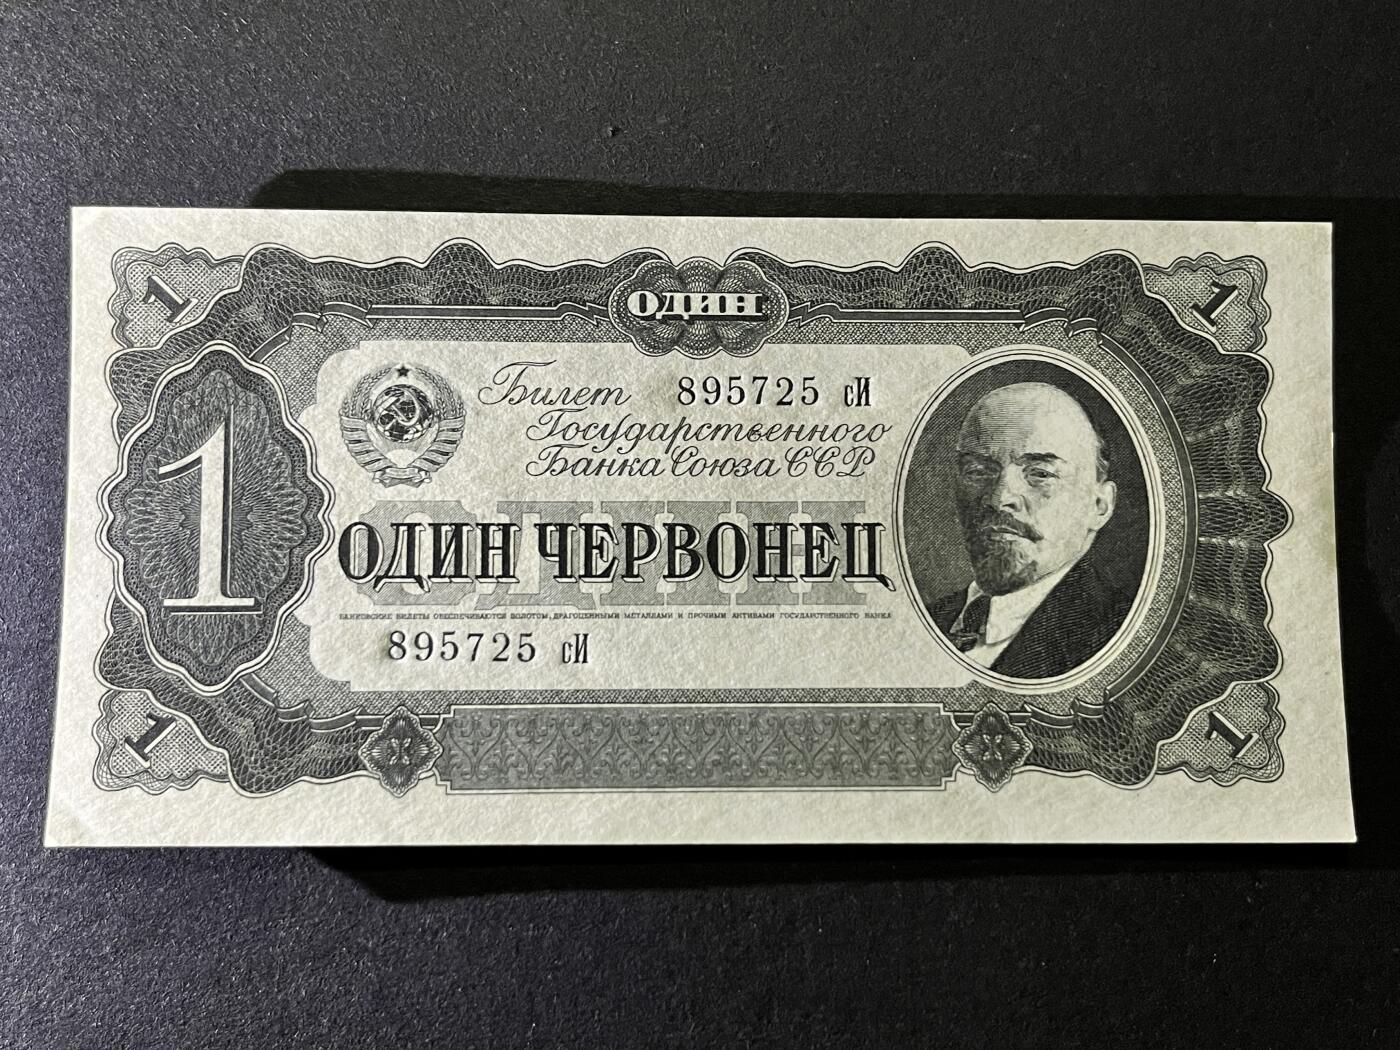 1
ОДИН
1
Билет 895725 сИ
Государственного
Банка Союза ССР
1
ОДИН
ОДИН ЧЕРВОНЕЦ
БАНКОВСКИЕ БИЛЕТЫ ОБЕСПЕЧИВАЮТСЯ ЗОЛОТОМ, ДРАГОЦЕННЫМИ МЕТАЛЛАМИ И ПРОЧИМИ АКТИВАМИ ГОСУДАРСТВЕННОГО БАНКА
895725 сИ
1
1